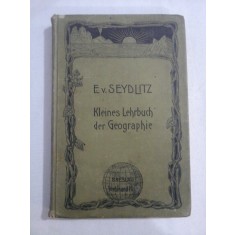 E.v. SEYDLITZ
Kleines Lehrbuch
der Geographie